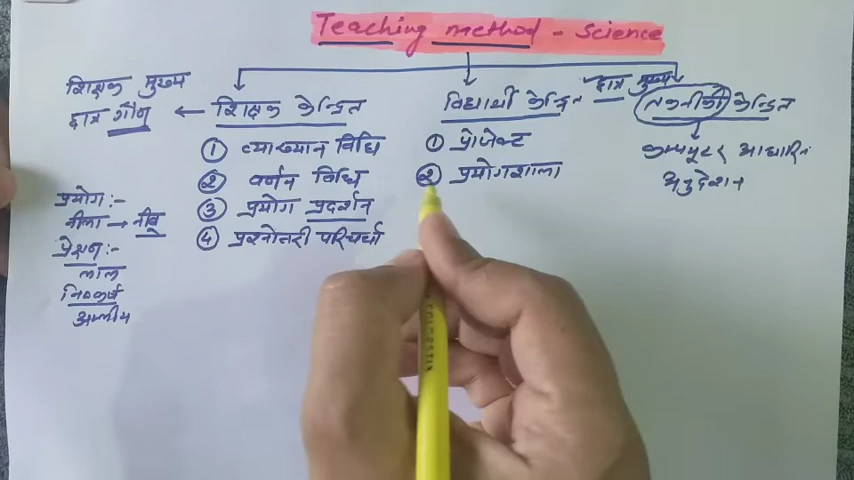 Teaching method - Science
शिक्षक मुख्य
छात्र गौण ← शिक्षक केन्द्रित
① व्याख्यान विधि
② वर्णन विधि
③ प्रयोग प्रदर्शन
④ प्रश्नोतरी परिचर्चा
विद्यार्थी केन्द्रित छात्र मुख्य
① प्रोजेक्ट
② प्रयोगशाला
तकनीकी केन्द्रित
कम्प्यूटर आधारित
अनुदेशन
प्रयोग :-
नीला → नीबू
प्रेक्षण :-
लाल
निष्कर्ष
अम्लीय